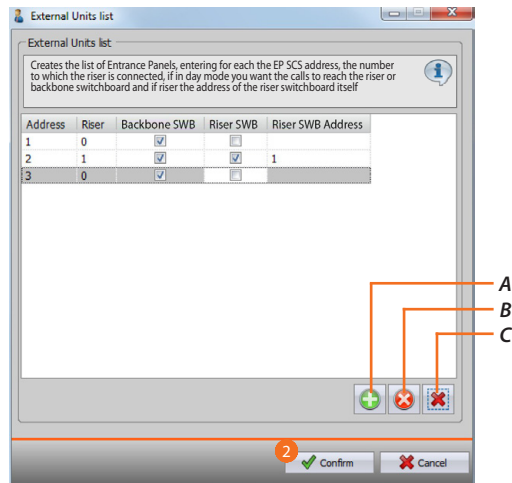 External Units list
External Units list
Creates the list of Entrance Panels, entering for each the EP SCS address, the number
to which the riser is connected, if in day mode you want the calls to reach the riser or
backbone switchboard and if riser the address of the riser switchboard itself
Address Riser Backbone SWB Riser SWB Riser SWB Address
1 0
2 1 1
3 0
A
B
C
2 Confirm Cancel